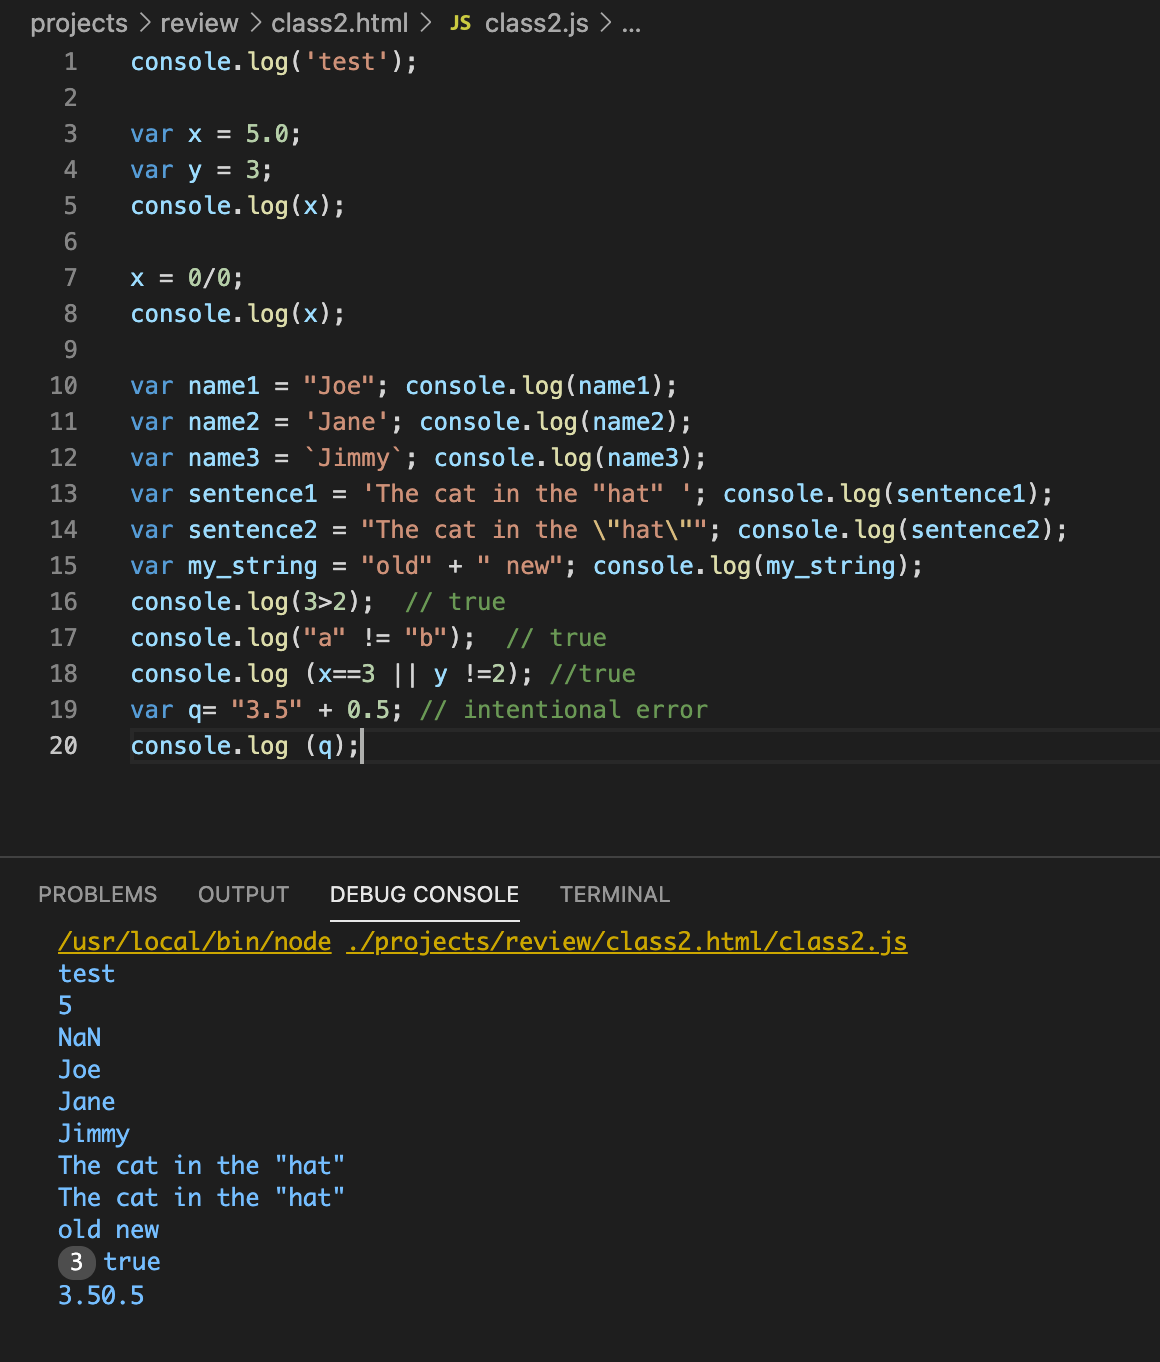 projects > review > class2.html > JS class2.js > ...
1 console.log('test');
2
3 var x = 5.0;
4 var y = 3;
5 console.log(x);
6
7 x = 0/0;
8 console.log(x);
9
10 var name1 = "Joe"; console.log(name1);
11 var name2 = 'Jane'; console.log(name2);
12 var name3 = `Jimmy`; console.log(name3);
13 var sentence1 = 'The cat in the "hat" '; console.log(sentence1);
14 var sentence2 = "The cat in the \"hat\""; console.log(sentence2);
15 var my_string = "old" + " new"; console.log(my_string);
16 console.log(3>2);  // true
17 console.log("a" != "b");  // true
18 console.log (x==3 || y !=2); //true
19 var q= "3.5" + 0.5; // intentional error
20 console.log (q);
PROBLEMS OUTPUT DEBUG CONSOLE TERMINAL
/usr/local/bin/node ./projects/review/class2.html/class2.js
test
5
NaN
Joe
Jane
Jimmy
The cat in the "hat"
The cat in the "hat"
old new
3 true
3.50.5